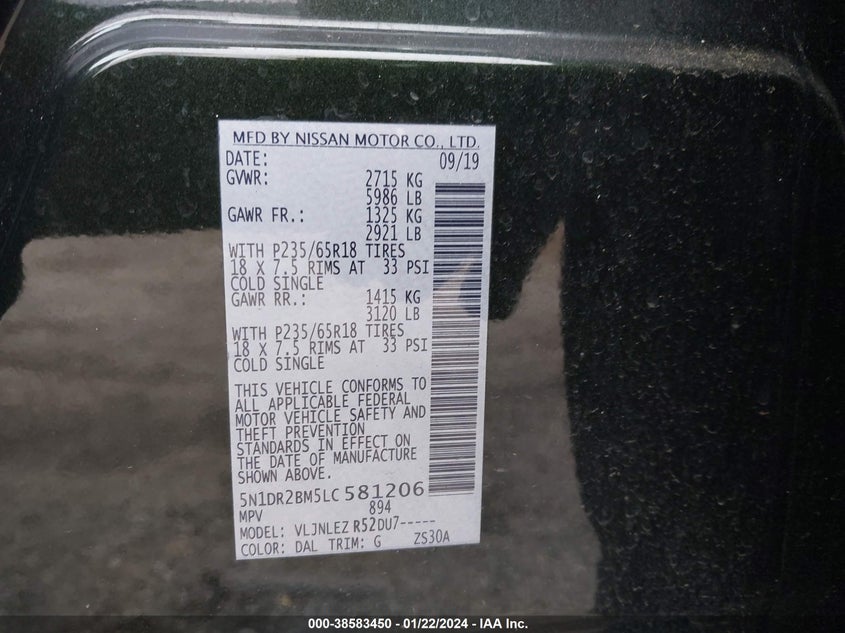 MFD BY NISSAN MOTOR CO., LTD.
DATE: 09/19
GVWR: 2715 KG
5986 LB
GAWR FR.: 1325 KG
2921 LB
WITH P235/65R18 TIRES
18 X 7.5 RIMS AT 33 PSI
COLD SINGLE
GAWR RR.: 1415 KG
3120 LB
WITH P235/65R18 TIRES
18 X 7.5 RIMS AT 33 PSI
COLD SINGLE
THIS VEHICLE CONFORMS TO
ALL APPLICABLE FEDERAL
MOTOR VEHICLE SAFETY AND
THEFT PREVENTION
STANDARDS IN EFFECT ON
THE DATE OF MANUFACTURE
SHOWN ABOVE.
5N1DR2BM5LC581206
MPV 894
MODEL: VLJNLEZ R52DU7-----
COLOR: DAL TRIM: G ZS30A
000-38583450 - 01/22/2024 - IAA Inc.